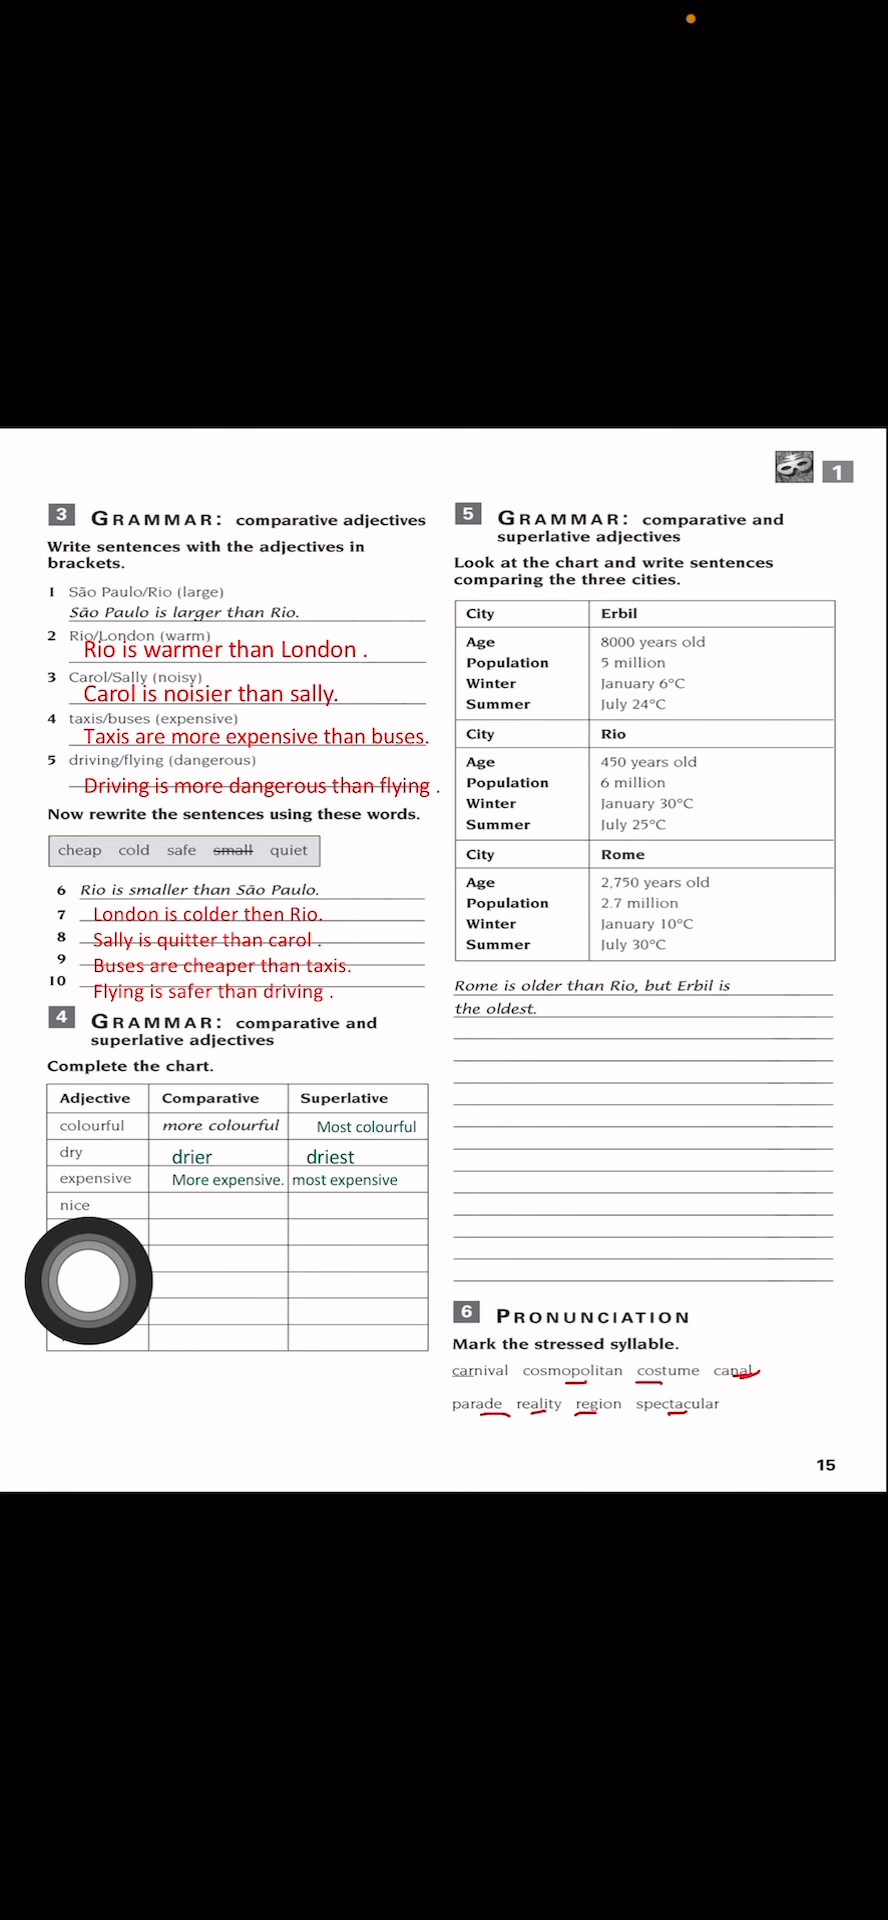 1
3 GRAMMAR: comparative adjectives
Write sentences with the adjectives in
brackets.
1 São Paulo/Rio (large)
São Paulo is larger than Rio.
2 Rio/London (warm)
Rio is warmer than London .
3 Carol/Sally (noisy)
Carol is noisier than sally.
4 taxis/buses (expensive)
Taxis are more expensive than buses.
5 driving/flying (dangerous)
Driving is more dangerous than flying .
Now rewrite the sentences using these words.
cheap cold safe small quiet
6 Rio is smaller than São Paulo.
7 London is colder then Rio.
8 Sally is quitter than carol .
9 Buses are cheaper than taxis.
10 Flying is safer than driving .
4 GRAMMAR: comparative and
superlative adjectives
Complete the chart.
Adjective Comparative Superlative
colourful more colourful Most colourful
dry drier driest
expensive More expensive. most expensive
nice
5 GRAMMAR: comparative and
superlative adjectives
Look at the chart and write sentences
comparing the three cities.
City Erbil
Age 8000 years old
Population 5 million
Winter January 6°C
Summer July 24°C
City Rio
Age 450 years old
Population 6 million
Winter January 30°C
Summer July 25°C
City Rome
Age 2,750 years old
Population 2.7 million
Winter January 10°C
Summer July 30°C
Rome is older than Rio, but Erbil is
the oldest.
6 PRONUNCIATION
Mark the stressed syllable.
carnival cosmopolitan costume canal
parade reality region spectacular
15